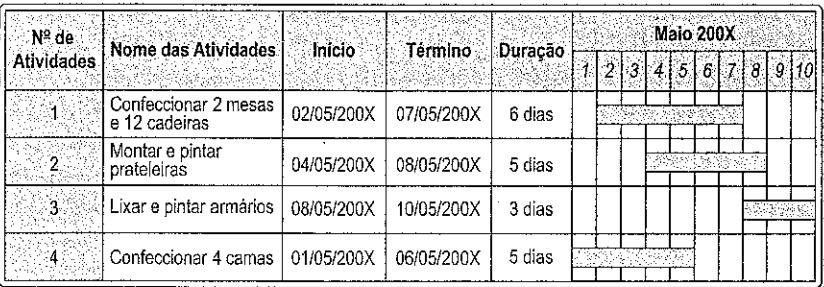 Nº de Atividades Nome das Atividades Início Término Duração Maio 200X
1 2 3 4 5 6 7 8 9 10
1 Confeccionar 2 mesas e 12 cadeiras 02/05/200X 07/05/200X 6 dias
2 Montar e pintar prateleiras 04/05/200X 08/05/200X 5 dias
3 Lixar e pintar armários 08/05/200X 10/05/200X 3 dias
4 Confeccionar 4 camas 01/05/200X 06/05/200X 5 dias